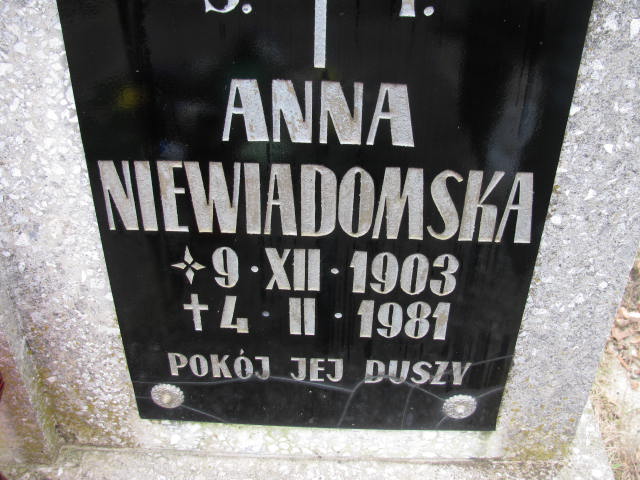 Ś. P.
ANNA
NIEWIADOMSKA
9·XII·1903
4·II·1981
POKÓJ JEJ DUSZY